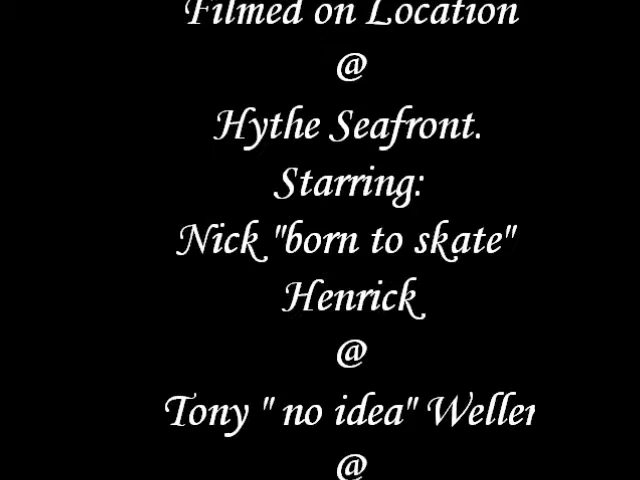 Filmed on Location
@
Hythe Seafront.
Starring:
Nick "born to skate"
Henrick
@
Tony " no idea" Weller
@